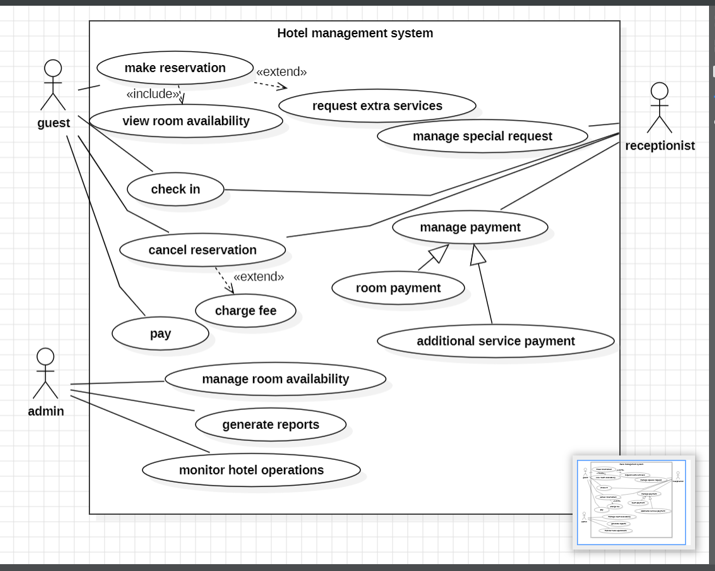 Hotel management system
make reservation
«extend»
«include»
request extra services
guest
view room availability
manage special request
receptionist
check in
manage payment
cancel reservation
«extend»
room payment
charge fee
pay
additional service payment
manage room availability
admin
generate reports
monitor hotel operations